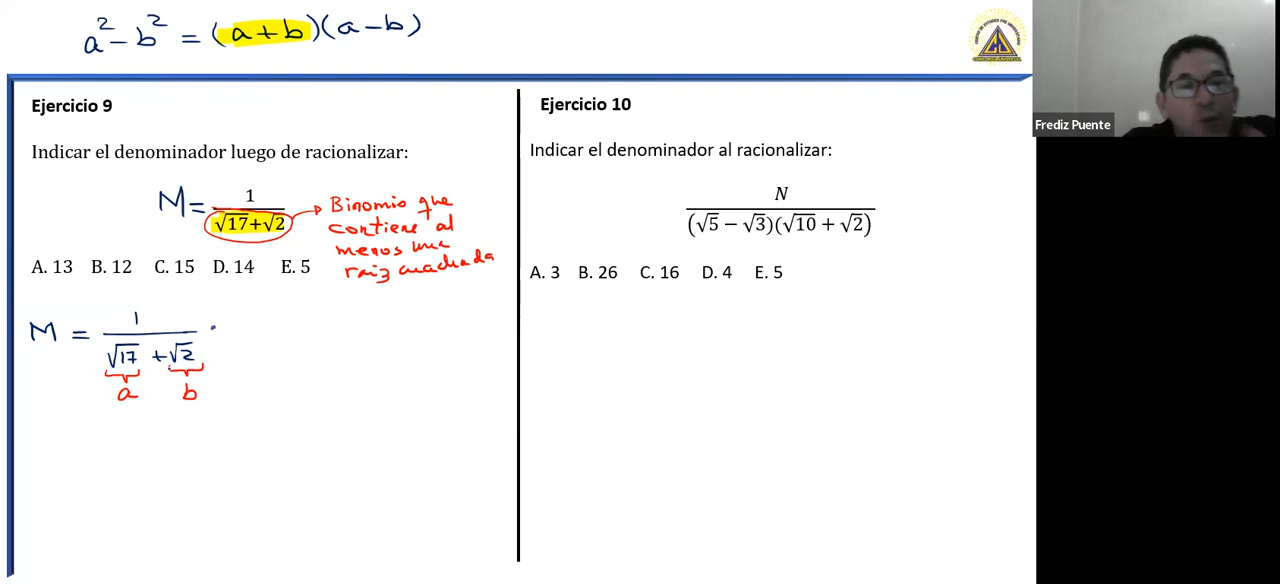 a² − b² = (a+b)(a−b)
Ejercicio 9
Indicar el denominador luego de racionalizar:
M = 1/(√17+√2)
Binomio que
contiene al
menos una
raiz cuadrada
A. 13 B. 12 C. 15 D. 14 E. 5
M = 1/(√17 + √2) ·
a b
Ejercicio 10
Indicar el denominador al racionalizar:
N/((√5 − √3)(√10 + √2))
A. 3 B. 26 C. 16 D. 4 E. 5
Frediz Puente